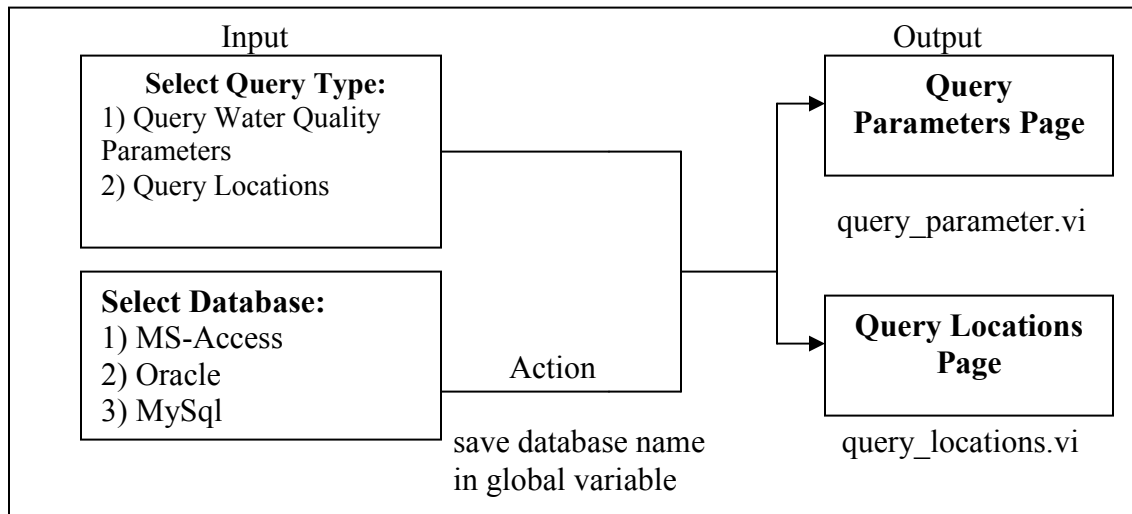 Input
Select Query Type:
1) Query Water Quality
Parameters
2) Query Locations
Select Database:
1) MS-Access
2) Oracle
3) MySql
Action
save database name
in global variable
Output
Query
Parameters Page
query_parameter.vi
Query Locations
Page
query_locations.vi